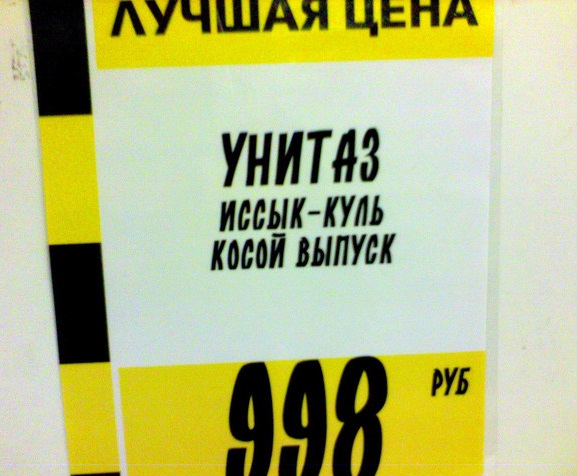 ЛУЧШАЯ ЦЕНА
УНИТАЗ
ИССЫК-КУЛЬ
КОСОЙ ВЫПУСК
998 РУБ